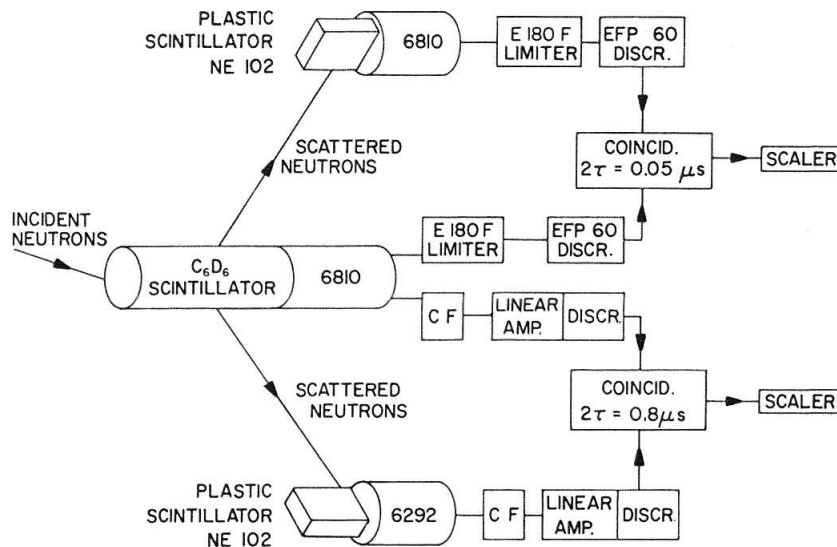 PLASTIC
SCINTILLATOR
NE 102
6810
E 180 F
LIMITER
EFP 60
DISCR.
SCATTERED
NEUTRONS
COINCID.
2τ = 0.05 μs
SCALER
INCIDENT
NEUTRONS
C₆D₆
SCINTILLATOR
6810
E 180 F
LIMITER
EFP 60
DISCR.
C F
LINEAR
AMP.
DISCR.
SCATTERED
NEUTRONS
COINCID.
2τ = 0.8μs
SCALER
PLASTIC
SCINTILLATOR
NE 102
6292
C F
LINEAR
AMP.
DISCR.